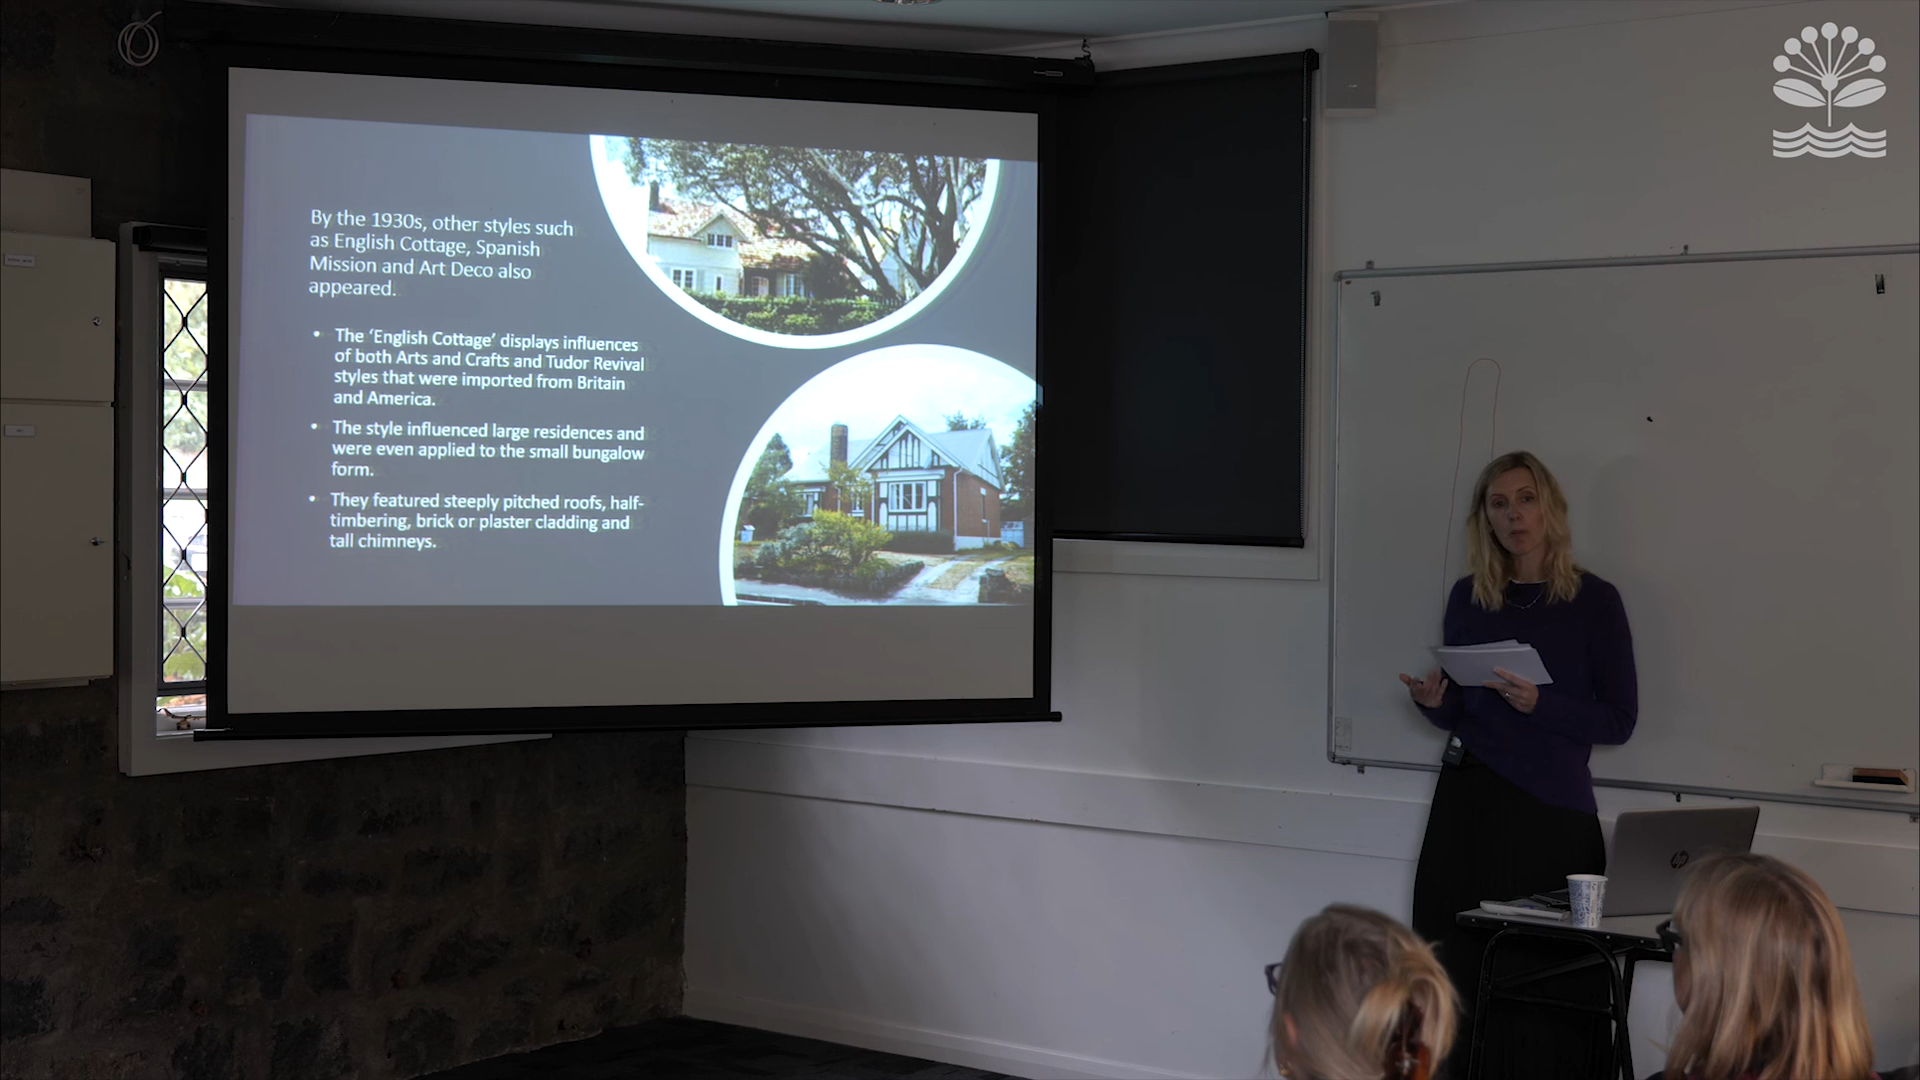 By the 1930s, other styles such
as English Cottage, Spanish
Mission and Art Deco also
appeared.
• The ‘English Cottage’ displays influences
of both Arts and Crafts and Tudor Revival
styles that were imported from Britain
and America.
• The style influenced large residences and
were even applied to the small bungalow
form.
• They featured steeply pitched roofs, half-
timbering, brick or plaster cladding and
tall chimneys.
hp